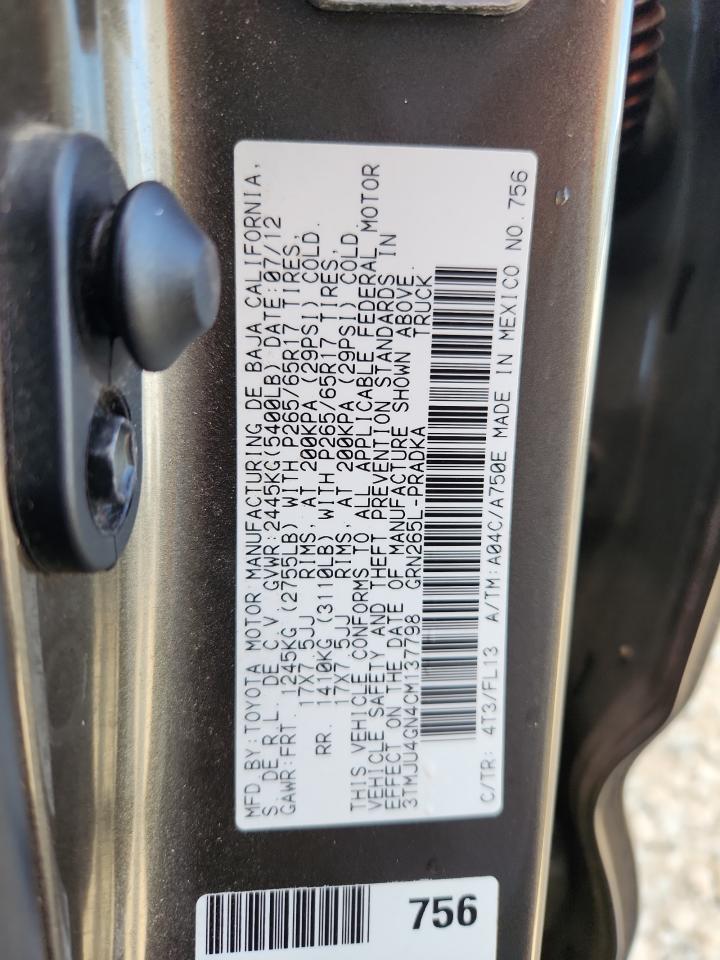 MFD BY:TOYOTA MOTOR MANUFACTURING DE BAJA CALIFORNIA,
S. DE R.L. DE C.V. GVWR:2445KG(5400LB) DATE:07/12
GAWR:FRT. 1245KG (2755LB) WITH P265/65R17 TIRES,
17X7.5JJ RIMS, AT 200KPA (29PSI) COLD.
RR. 1410KG (3110LB) WITH P265/65R17 TIRES,
17X7.5JJ RIMS, AT 200KPA (29PSI) COLD.
THIS VEHICLE CONFORMS TO ALL APPLICABLE FEDERAL MOTOR
VEHICLE SAFETY AND THEFT PREVENTION STANDARDS IN
EFFECT ON THE DATE OF MANUFACTURE SHOWN ABOVE.
3TMJU4GN4CM137798 GRN265L-PRADKA TRUCK
C/TR: 4T3/FL13 A/TM:A04C/A750E MADE IN MEXICO NO.756
756